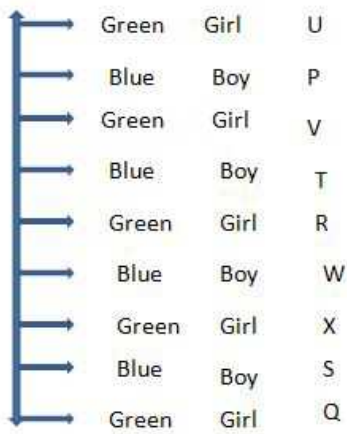 Green Girl U
Blue Boy P
Green Girl V
Blue Boy T
Green Girl R
Blue Boy W
Green Girl X
Blue Boy S
Green Girl Q